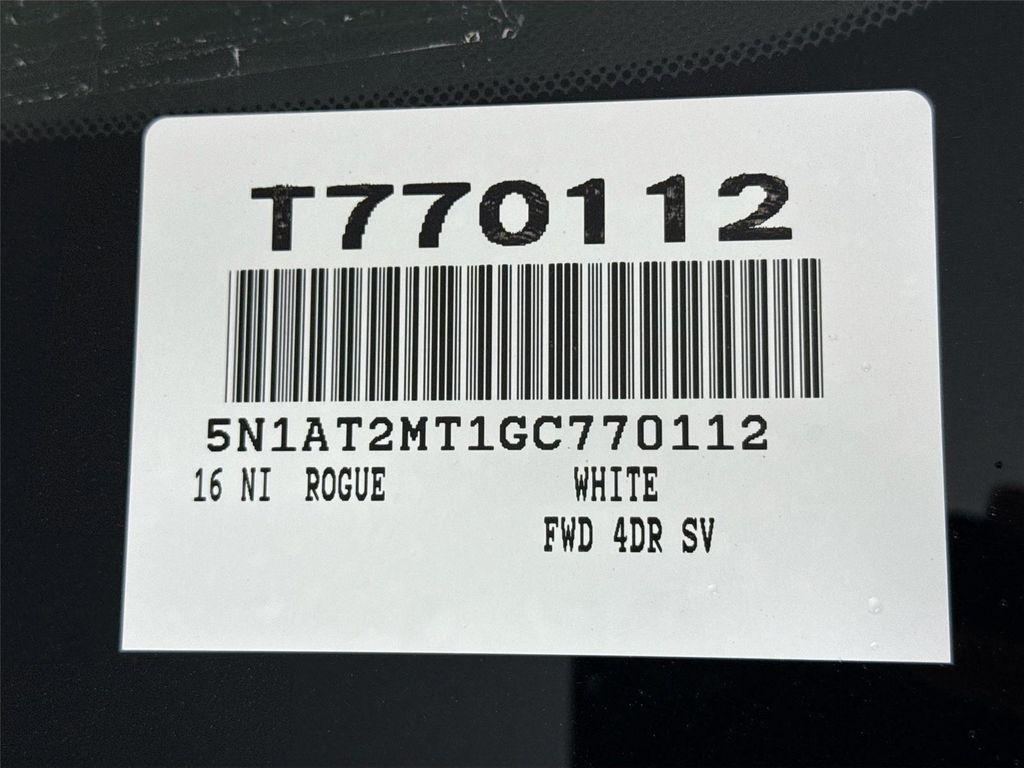 T770112
5N1AT2MT1GC770112
16 NI ROGUE WHITE
FWD 4DR SV